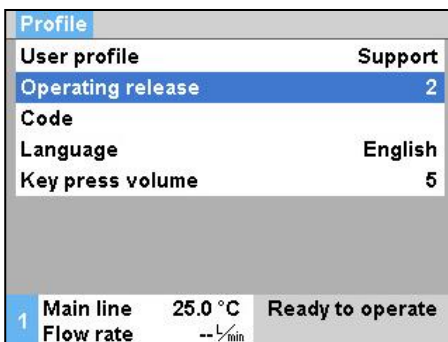 Profile
User profile Support
Operating release 2
Code
Language English
Key press volume 5
1 Main line 25.0 °C Ready to operate
Flow rate -- L/min